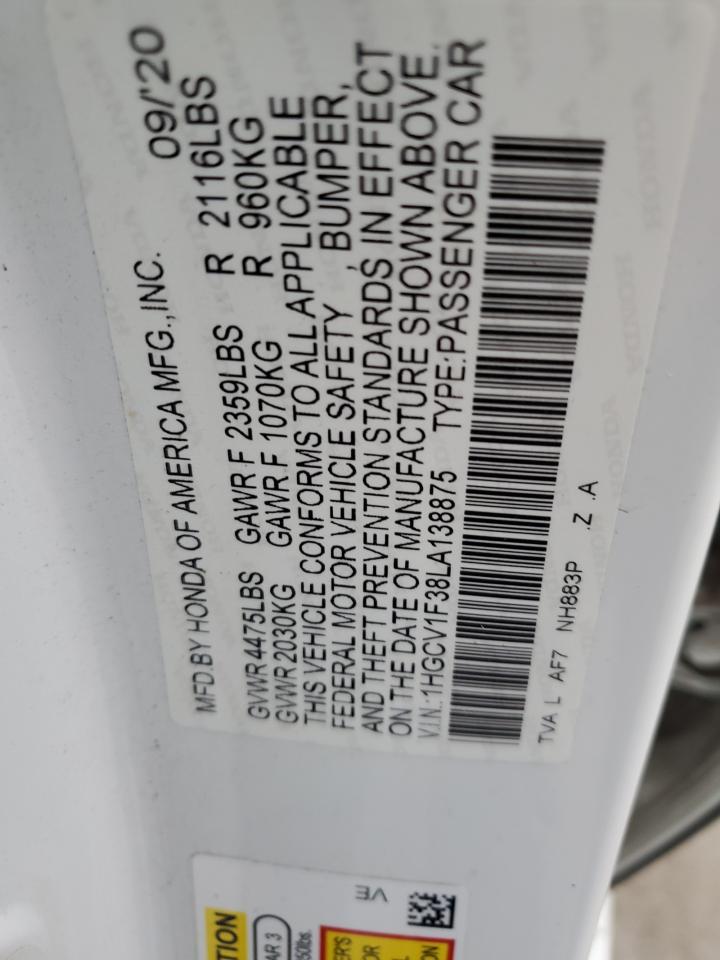 MFD.BY HONDA OF AMERICA MFG.,INC. 09/'20
GVWR 4475LBS GAWR F 2359LBS R 2116LBS
GVWR 2030KG GAWR F 1070KG R 960KG
THIS VEHICLE CONFORMS TO ALL APPLICABLE
FEDERAL MOTOR VEHICLE SAFETY , BUMPER,
AND THEFT PREVENTION STANDARDS IN EFFECT
ON THE DATE OF MANUFACTURE SHOWN ABOVE.
V.I.N.: 1HGCV1F38LA138875 TYPE:PASSENGER CAR
TVA L AF7 NH883P .Z .A
HONDA
VE